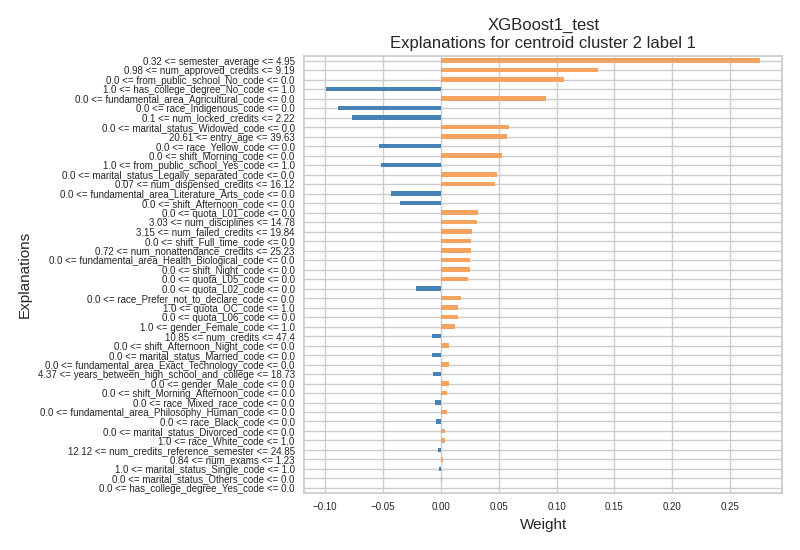 XGBoost1_test
Explanations for centroid cluster 2 label 1
Explanations
0.32 <= semester_average <= 4.95
0.98 <= num_approved_credits <= 9.19
0.0 <= from_public_school_No_code <= 0.0
1.0 <= has_college_degree_No_code <= 1.0
0.0 <= fundamental_area_Agricultural_code <= 0.0
0.0 <= race_Indigenous_code <= 0.0
0.1 <= num_locked_credits <= 2.22
0.0 <= marital_status_Widowed_code <= 0.0
20.61 <= entry_age <= 39.63
0.0 <= race_Yellow_code <= 0.0
0.0 <= shift_Morning_code <= 0.0
1.0 <= from_public_school_Yes_code <= 1.0
0.0 <= marital_status_Legally_separated_code <= 0.0
0.07 <= num_dispensed_credits <= 16.12
0.0 <= fundamental_area_Literature_Arts_code <= 0.0
0.0 <= shift_Afternoon_code <= 0.0
0.0 <= quota_L01_code <= 0.0
3.03 <= num_disciplines <= 14.78
3.15 <= num_failed_credits <= 19.84
0.0 <= shift_Full_time_code <= 0.0
0.72 <= num_nonattendance_credits <= 25.23
0.0 <= fundamental_area_Health_Biological_code <= 0.0
0.0 <= shift_Night_code <= 0.0
0.0 <= quota_L05_code <= 0.0
0.0 <= quota_L02_code <= 0.0
0.0 <= race_Prefer_not_to_declare_code <= 0.0
1.0 <= quota_OC_code <= 1.0
0.0 <= quota_L06_code <= 0.0
1.0 <= gender_Female_code <= 1.0
10.85 <= num_credits <= 47.4
0.0 <= shift_Afternoon_Night_code <= 0.0
0.0 <= marital_status_Married_code <= 0.0
0.0 <= fundamental_area_Exact_Technology_code <= 0.0
4.37 <= years_between_high_school_and_college <= 18.73
0.0 <= gender_Male_code <= 0.0
0.0 <= shift_Morning_Afternoon_code <= 0.0
0.0 <= race_Mixed_race_code <= 0.0
0.0 <= fundamental_area_Philosophy_Human_code <= 0.0
0.0 <= race_Black_code <= 0.0
0.0 <= marital_status_Divorced_code <= 0.0
1.0 <= race_White_code <= 1.0
12.12 <= num_credits_reference_semester <= 24.85
0.84 <= num_exams <= 1.23
1.0 <= marital_status_Single_code <= 1.0
0.0 <= marital_status_Others_code <= 0.0
0.0 <= has_college_degree_Yes_code <= 0.0
−0.10 −0.05 0.00 0.05 0.10 0.15 0.20 0.25
Weight